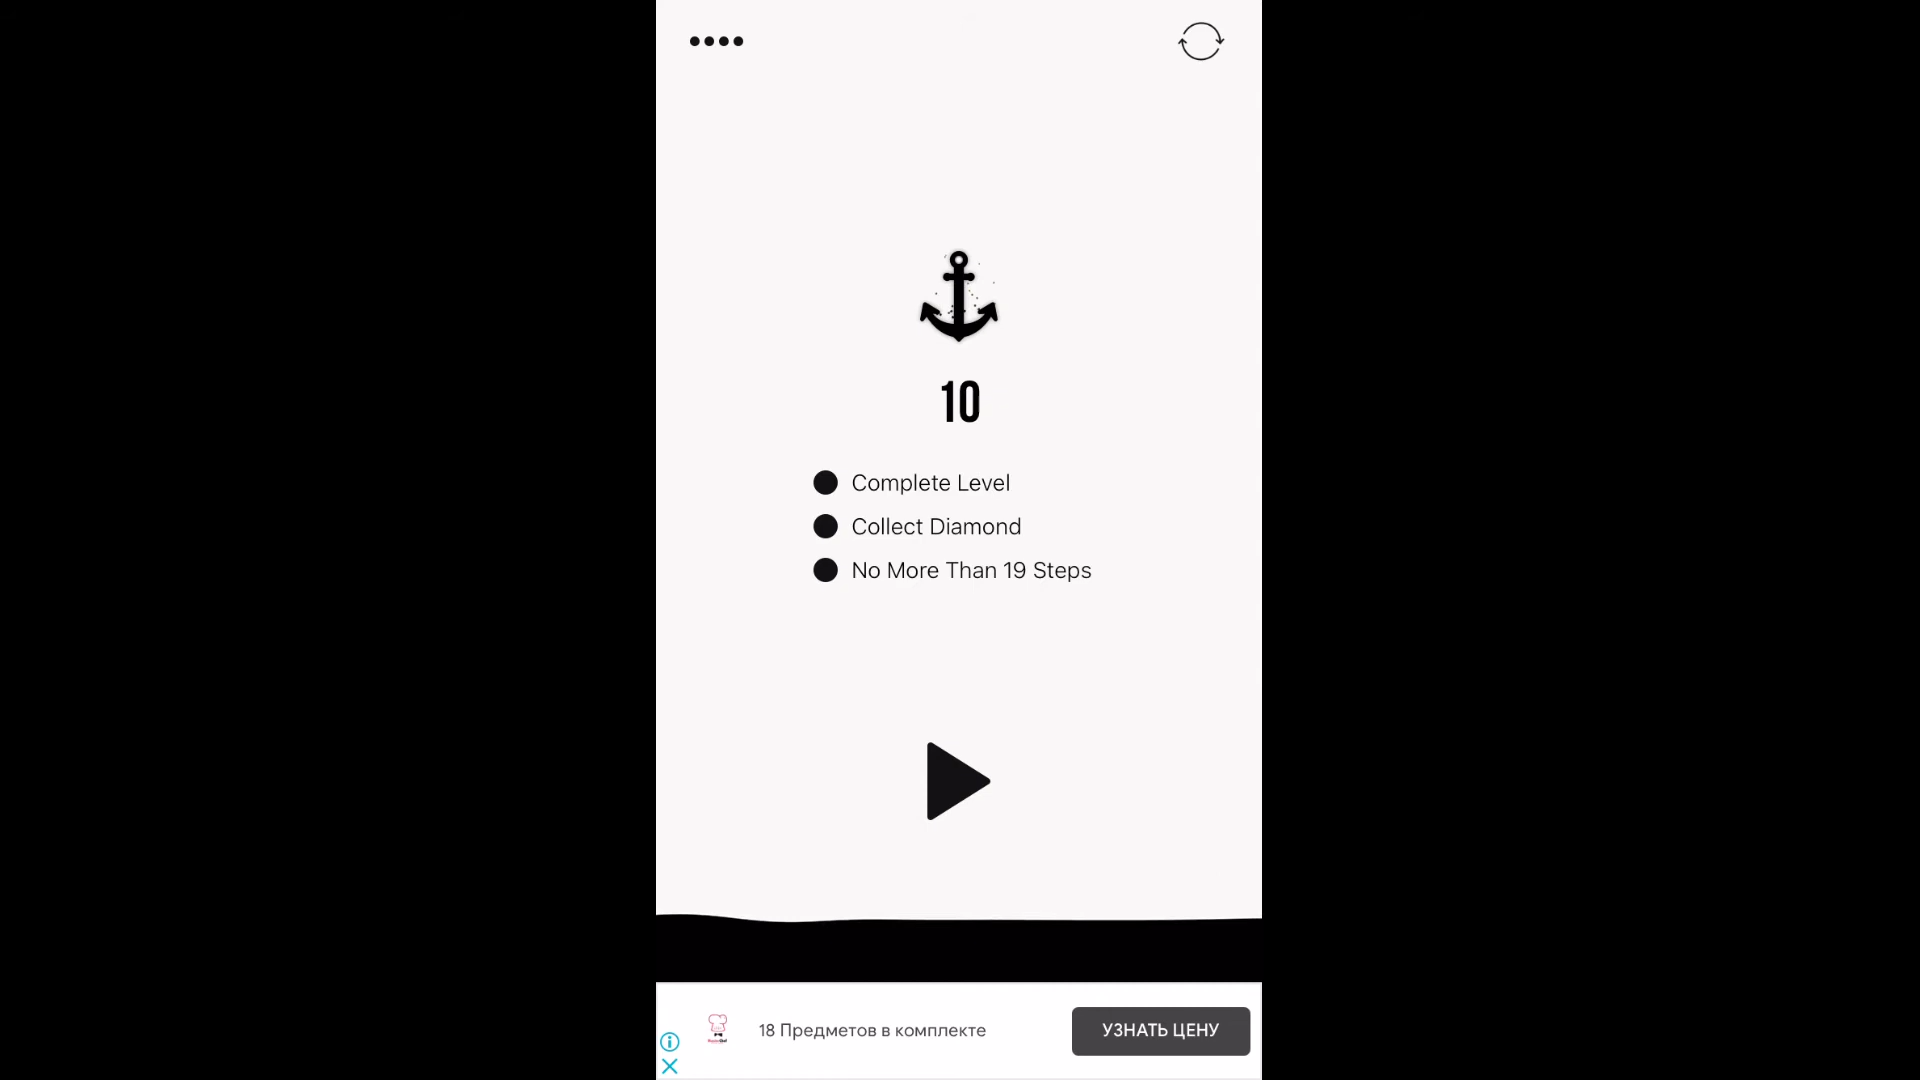 10
Complete Level
Collect Diamond
No More Than 19 Steps
18 Предметов в комплекте
УЗНАТЬ ЦЕНУ